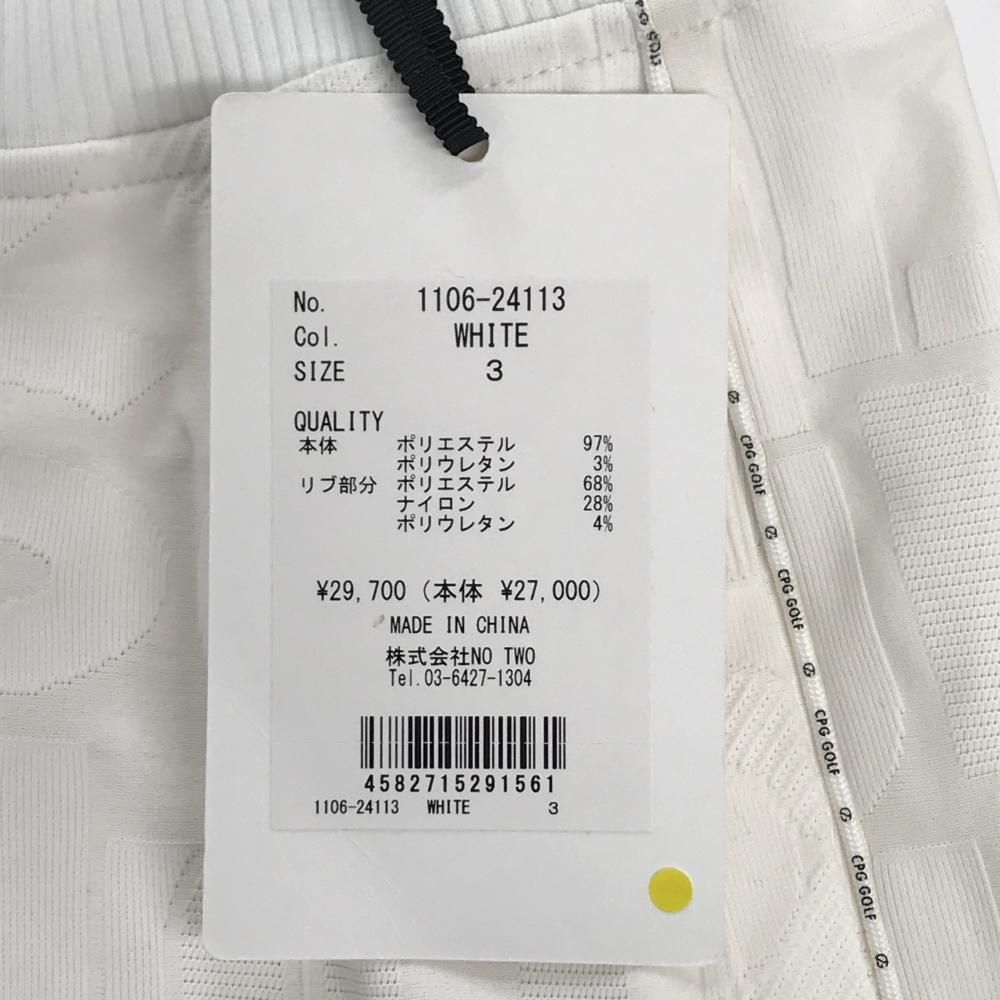 No. 1106-24113
Col. WHITE
SIZE 3
QUALITY
本体 ポリエステル 97%
ポリウレタン 3%
リブ部分 ポリエステル 68%
ナイロン 28%
ポリウレタン 4%
¥29,700 (本体 ¥27,000)
MADE IN CHINA
株式会社NO TWO
Tel.03-6427-1304
4582715291561
1106-24113 WHITE 3
GOLF
CPG GOLF
CPG GOLF
CPG GOLF
CPG GOLF